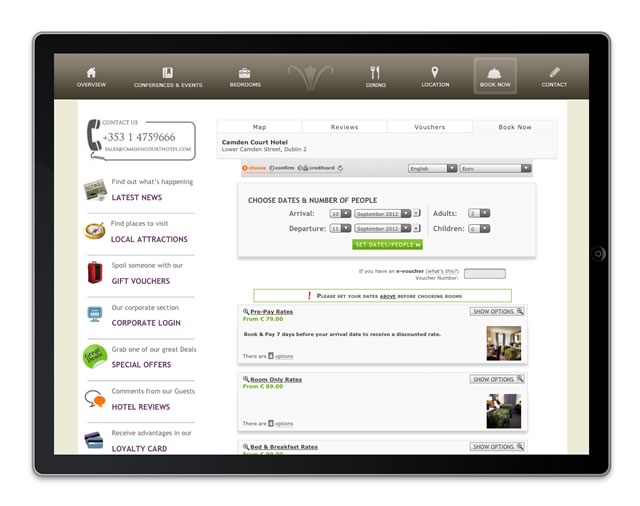 OVERVIEW
CONFERENCES & EVENTS
BEDROOMS
DINING
LOCATION
BOOK NOW
CONTACT
CONTACT US
+353 1 4759666
SALES@CAMDENCOURTHOTEL.COM
Find out what's happening
LATEST NEWS
Find places to visit
LOCAL ATTRACTIONS
Spoil someone with our
GIFT VOUCHERS
Our corporate section
CORPORATE LOGIN
Great Deals
Grab one of our great Deals
SPECIAL OFFERS
Comments from our Guests
HOTEL REVIEWS
Receive advantages in our
LOYALTY CARD
Map
Reviews
Vouchers
Book Now
Camden Court Hotel
Lower Camden Street, Dublin 2
1 choose 2 confirm 3 creditcard
English
Euro
CHOOSE DATES & NUMBER OF PEOPLE
Arrival: 10 September 2012
Adults: 2
Departure: 11 September 2012
Children: 0
SET DATES/PEOPLE
If you have an e-voucher (what's this?)
Voucher Number:
! PLEASE SET YOUR DATES ABOVE BEFORE CHOOSING ROOMS
Pre-Pay Rates
SHOW OPTIONS
From € 79.00
Book & Pay 7 days before your arrival date to receive a discounted rate.
There are 4 options
Room Only Rates
SHOW OPTIONS
From € 89.00
There are 4 options
Bed & Breakfast Rates
SHOW OPTIONS
From € 99.00